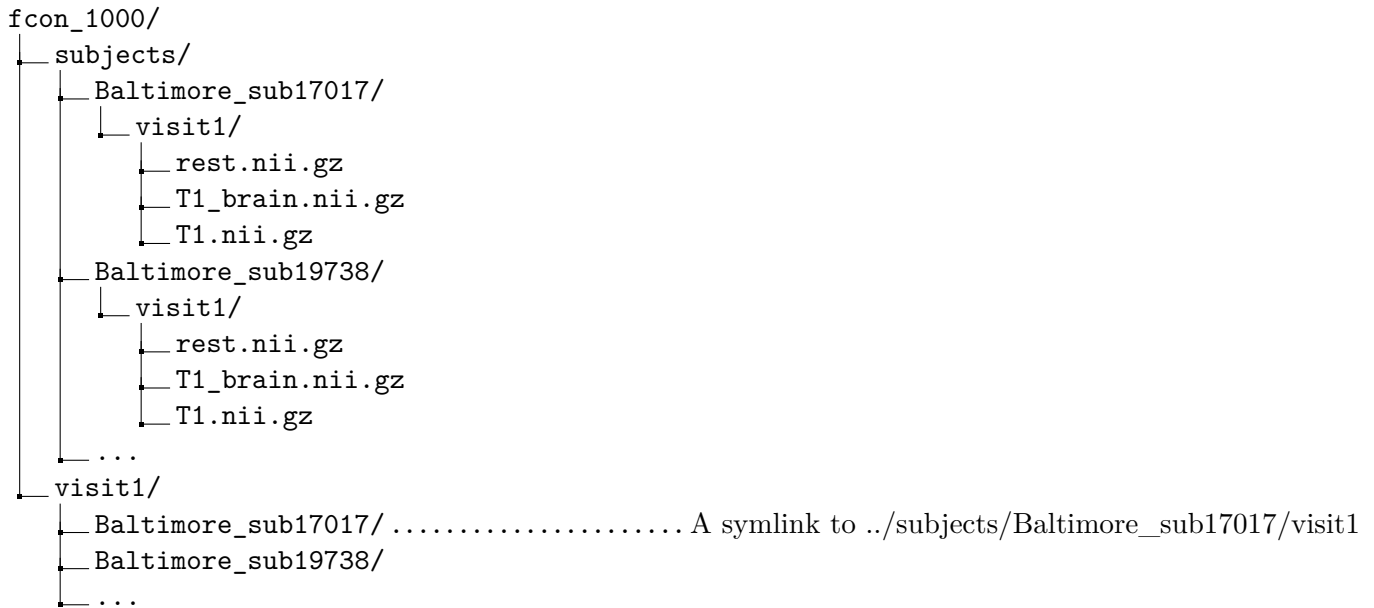 fcon_1000/
subjects/
Baltimore_sub17017/
visit1/
rest.nii.gz
T1_brain.nii.gz
T1.nii.gz
Baltimore_sub19738/
visit1/
rest.nii.gz
T1_brain.nii.gz
T1.nii.gz
...
visit1/
Baltimore_sub17017/ ...................... A symlink to ../subjects/Baltimore_sub17017/visit1
Baltimore_sub19738/
...